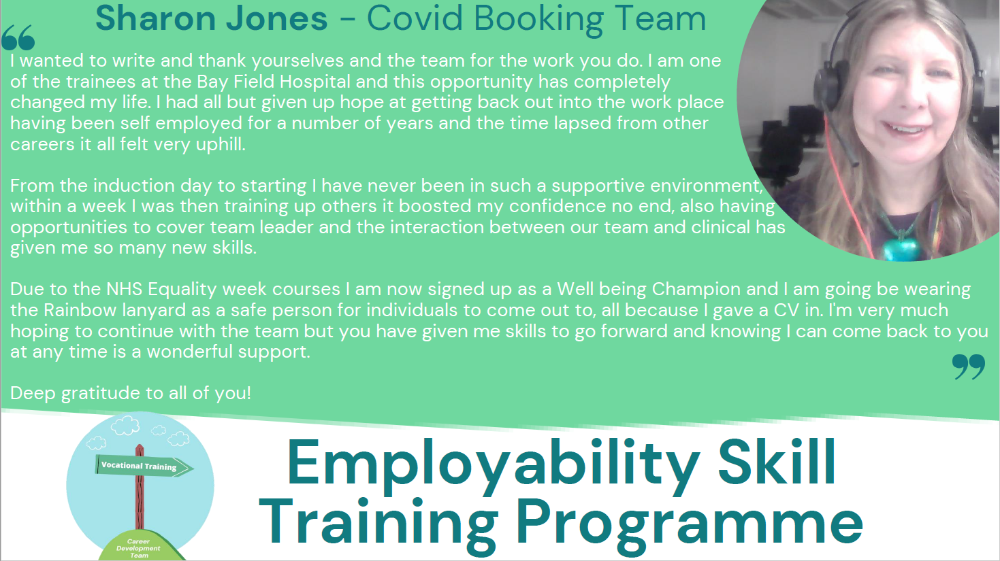 Sharon Jones - Covid Booking Team
“
I wanted to write and thank yourselves and the team for the work you do. I am one
of the trainees at the Bay Field Hospital and this opportunity has completely
changed my life. I had all but given up hope at getting back out into the work place
having been self employed for a number of years and the time lapsed from other
careers it all felt very uphill.
From the induction day to starting I have never been in such a supportive environment,
within a week I was then training up others it boosted my confidence no end, also having
opportunities to cover team leader and the interaction between our team and clinical has
given me so many new skills.
Due to the NHS Equality week courses I am now signed up as a Well being Champion and I am going be wearing
the Rainbow lanyard as a safe person for individuals to come out to, all because I gave a CV in. I'm very much
hoping to continue with the team but you have given me skills to go forward and knowing I can come back to you
at any time is a wonderful support.
”
Deep gratitude to all of you!
Vocational Training
Career
Development
Team
Employability Skill
Training Programme